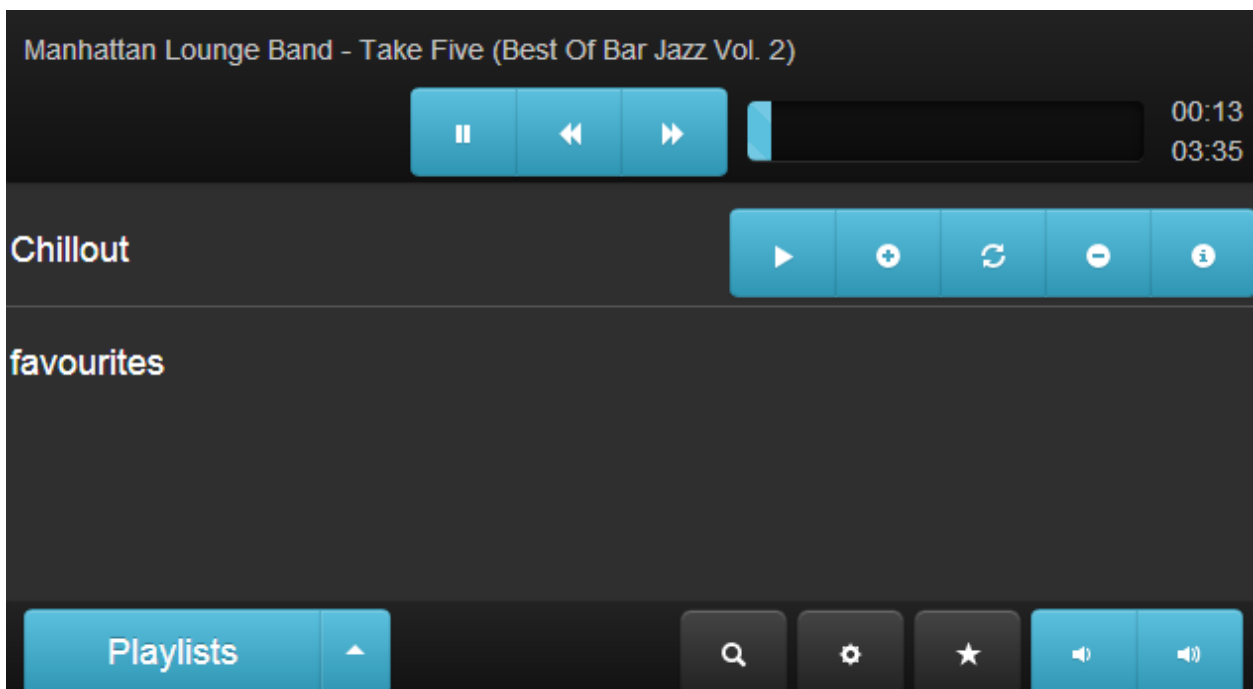 Manhattan Lounge Band - Take Five (Best Of Bar Jazz Vol. 2)
00:13
03:35
Chillout
favourites
Playlists